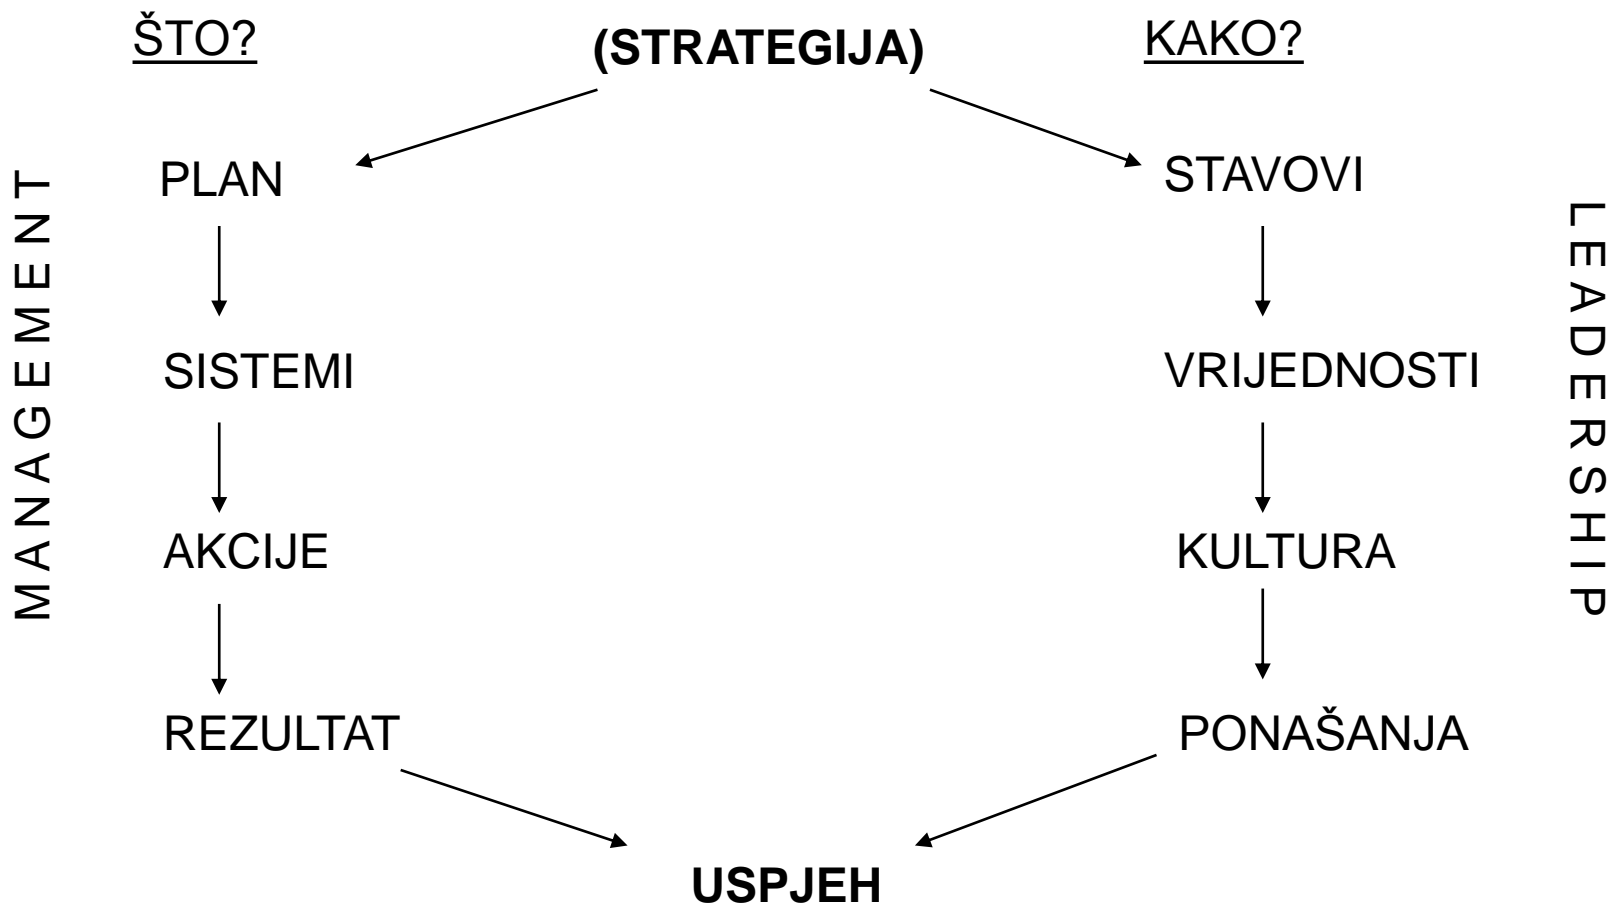 ŠTO?
(STRATEGIJA)
KAKO?
MANAGEMENT
PLAN
STAVOVI
LEADERSHIP
SISTEMI
VRIJEDNOSTI
AKCIJE
KULTURA
REZULTAT
PONAŠANJA
USPJEH